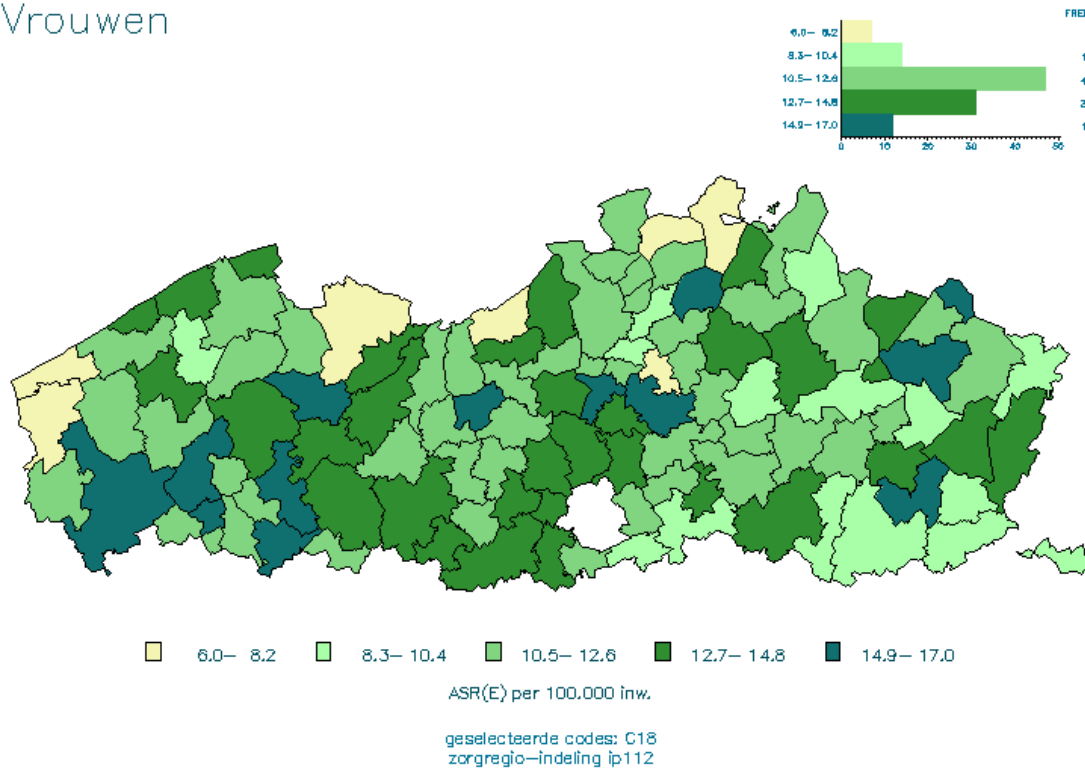 Vrouwen
FRE
6.0– 8.2
8.3– 10.4
10.5– 12.6
12.7– 14.8
14.9– 17.0
0 10 20 30 40 50
6.0– 8.2 8.3– 10.4 10.5– 12.6 12.7– 14.8 14.9– 17.0
ASR(E) per 100.000 inw.
geselecteerde codes: C18
zorgregio–indeling ip112